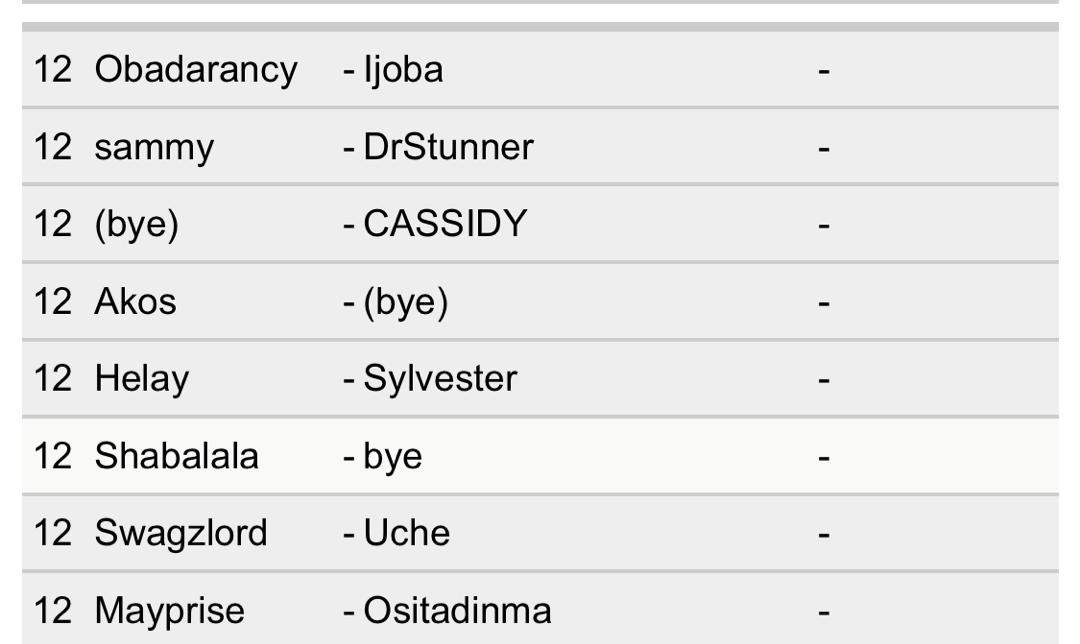 12 Obadarancy - Ijoba -
12 sammy - DrStunner -
12 (bye) - CASSIDY -
12 Akos - (bye) -
12 Helay - Sylvester -
12 Shabalala - bye -
12 Swagzlord - Uche -
12 Mayprise - Ositadinma -